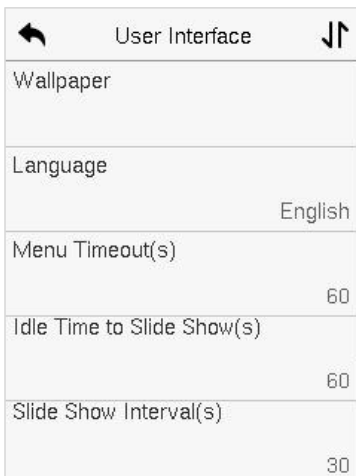 User Interface
Wallpaper
Language
English
Menu Timeout(s)
60
Idle Time to Slide Show(s)
60
Slide Show Interval(s)
30